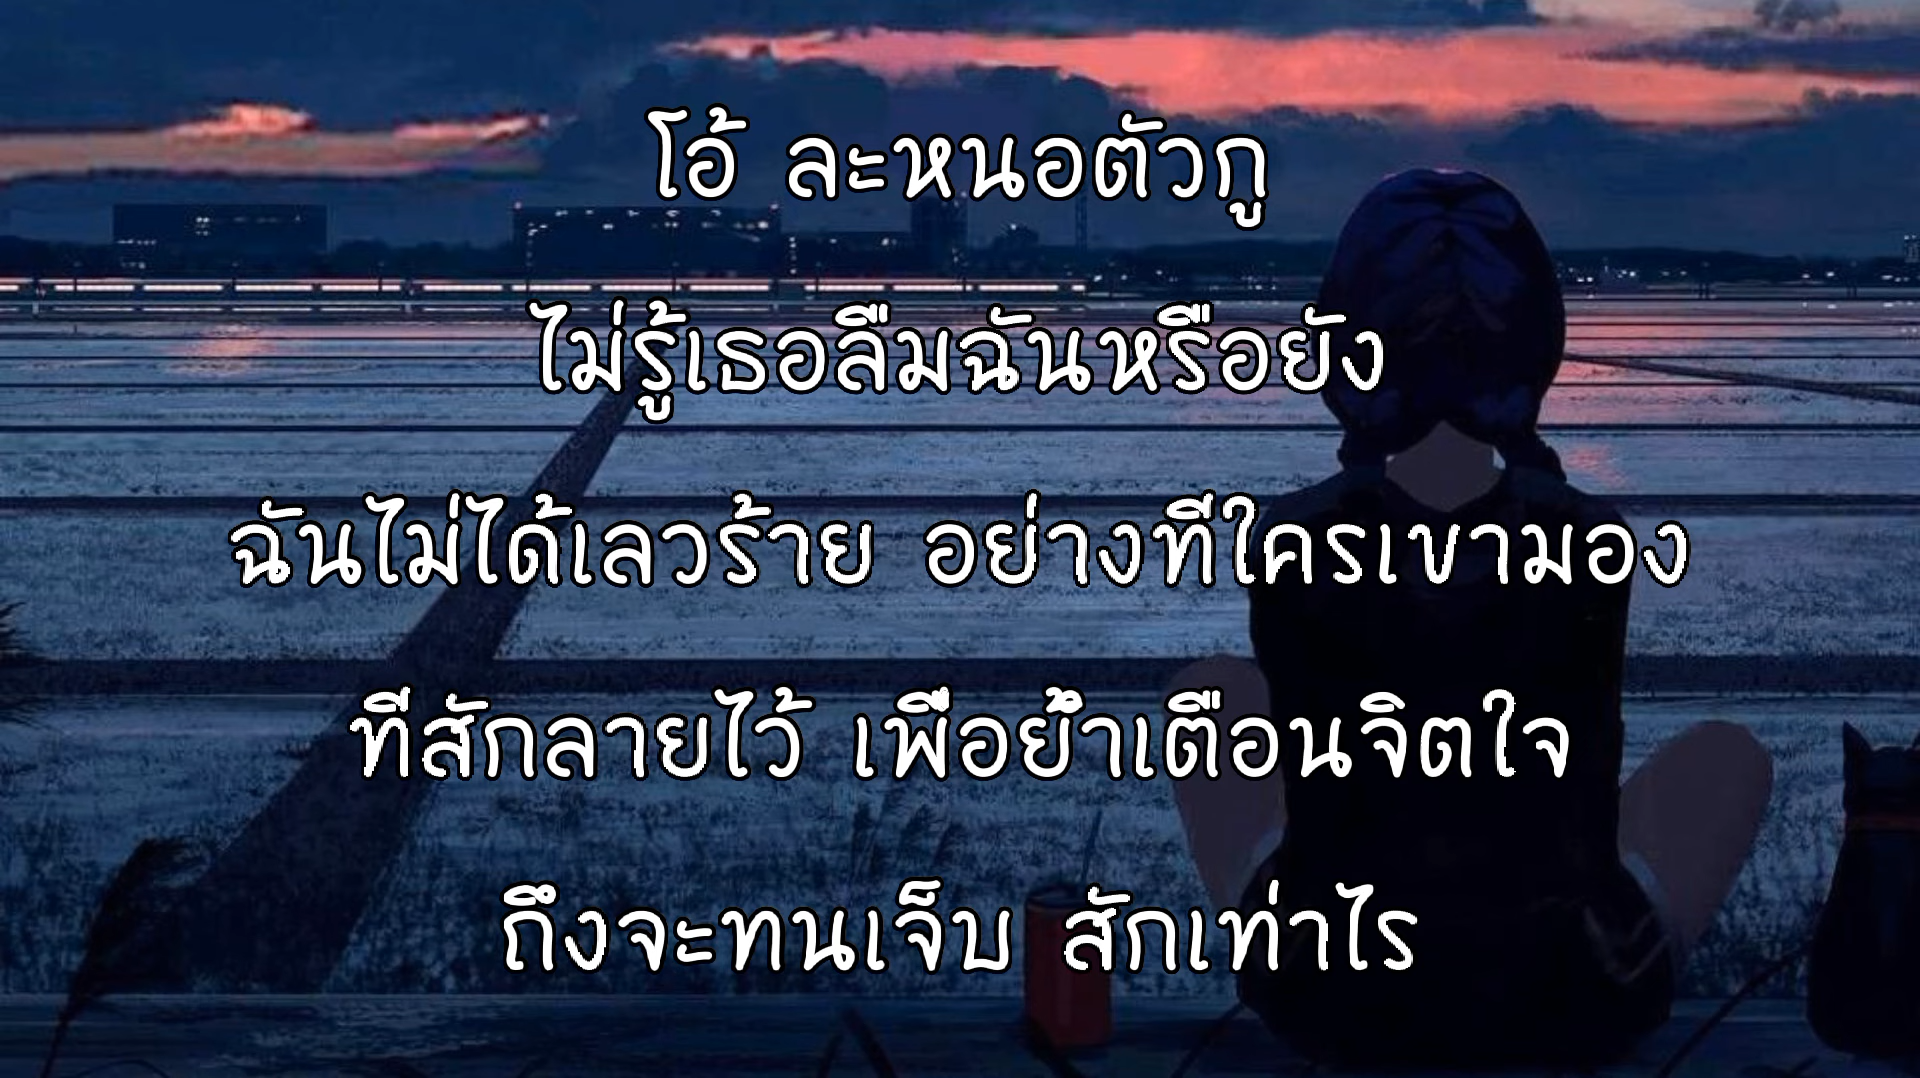 โอ้ ละหนอตัวกู
ไม่รู้เธอลืมฉันหรือยัง
ฉันไม่ได้เลวร้าย อย่างที่ใครเขามอง
ที่สักลายไว้ เพื่อย้ำเตือนจิตใจ
ถึงจะทนเจ็บ สักเท่าไร